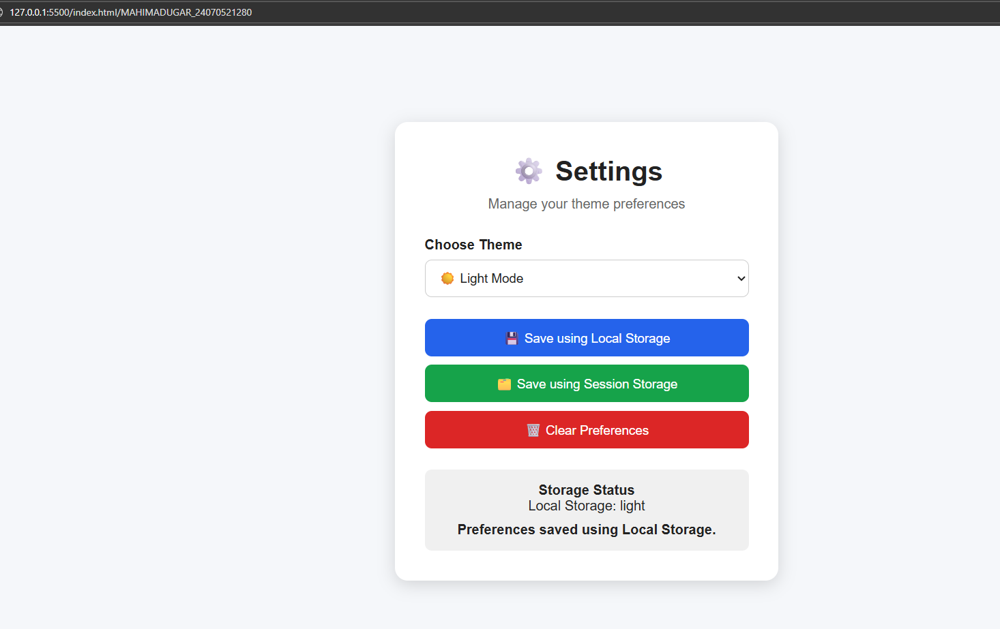 127.0.0.1:5500/index.html/MAHIMADUGAR_24070521280
Settings
Manage your theme preferences
Choose Theme
Light Mode
Save using Local Storage
Save using Session Storage
Clear Preferences
Storage Status
Local Storage: light
Preferences saved using Local Storage.